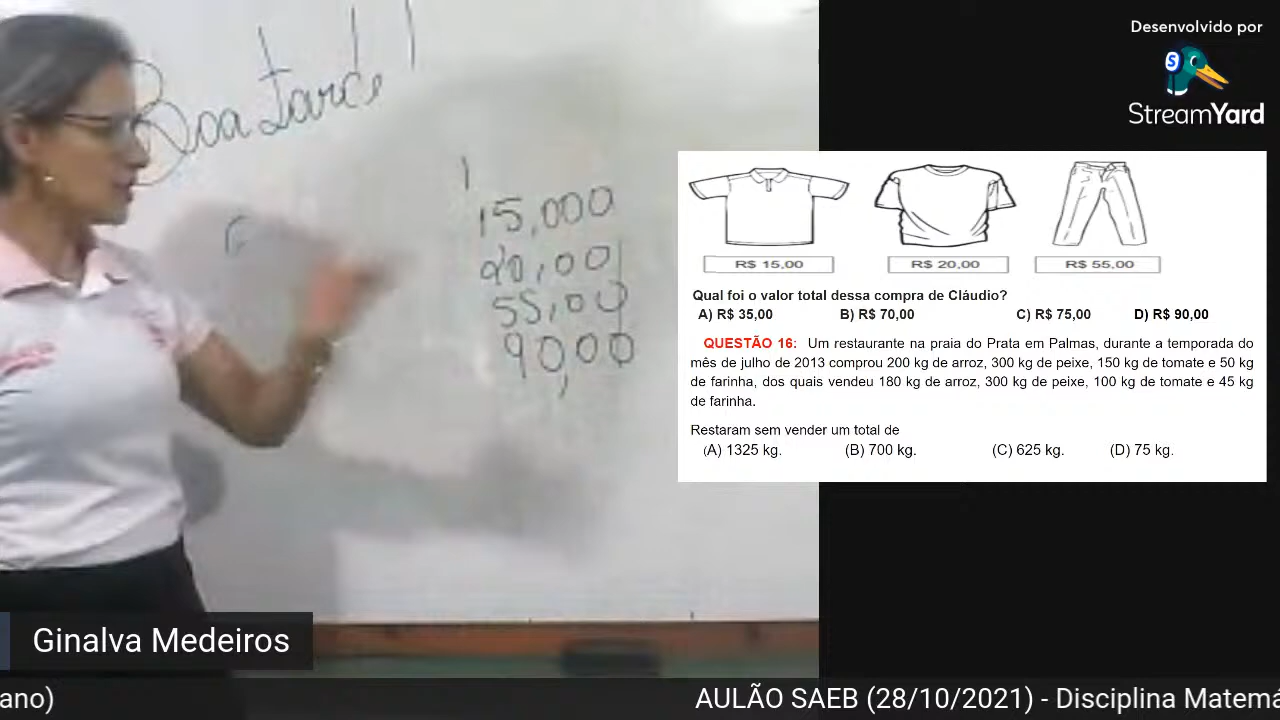 Boa tarde!
1
15,000
20,00
55,00
90,00
Desenvolvido por
StreamYard
R$ 15,00 R$ 20,00 R$ 55,00
Qual foi o valor total dessa compra de Cláudio?
A) R$ 35,00 B) R$ 70,00 C) R$ 75,00 D) R$ 90,00
QUESTÃO 16: Um restaurante na praia do Prata em Palmas, durante a temporada do
mês de julho de 2013 comprou 200 kg de arroz, 300 kg de peixe, 150 kg de tomate e 50 kg
de farinha, dos quais vendeu 180 kg de arroz, 300 kg de peixe, 100 kg de tomate e 45 kg
de farinha.
Restaram sem vender um total de
(A) 1325 kg. (B) 700 kg. (C) 625 kg. (D) 75 kg.
Ginalva Medeiros
ano) AULÃO SAEB (28/10/2021) - Disciplina Matemá